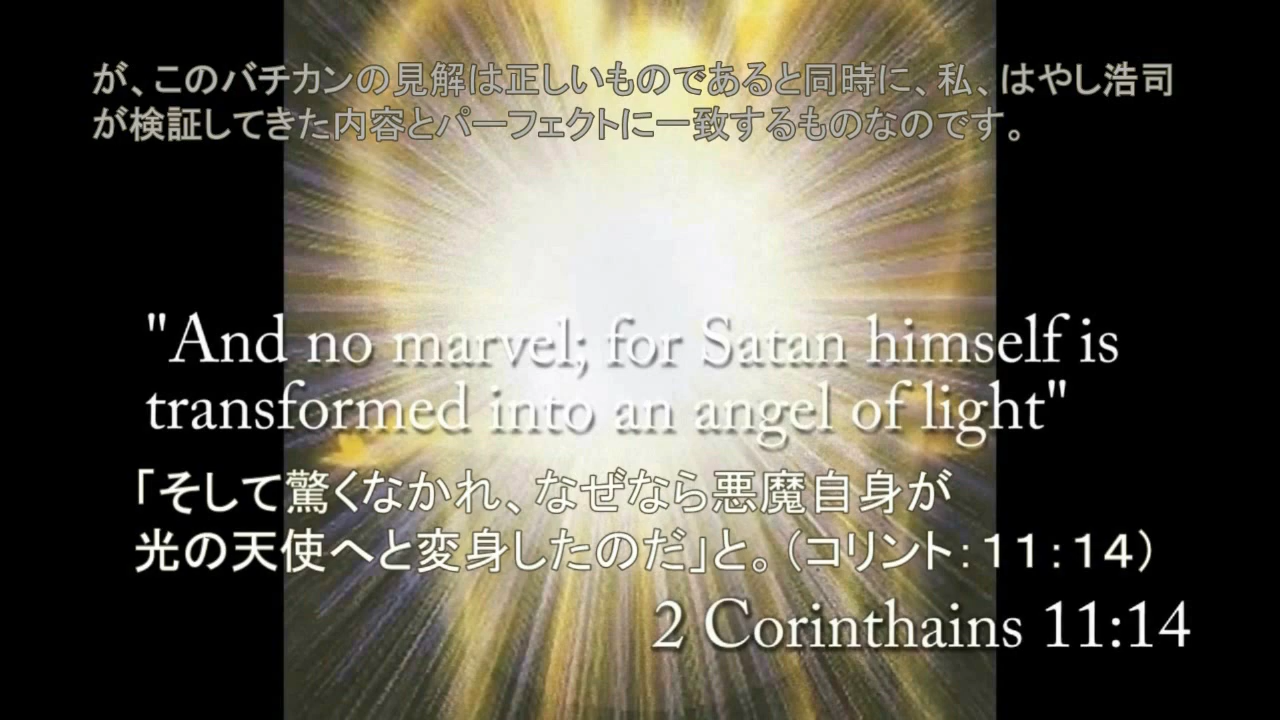 が、このバチカンの見解は正しいものであると同時に、私、はやし浩司
が検証してきた内容とパーフェクトに一致するものなのです。
"And no marvel; for Satan himself is
transformed into an angel of light"
「そして驚くなかれ、なぜなら悪魔自身が
光の天使へと変身したのだ」と。（コリント：１１：１４）
2 Corinthains 11:14